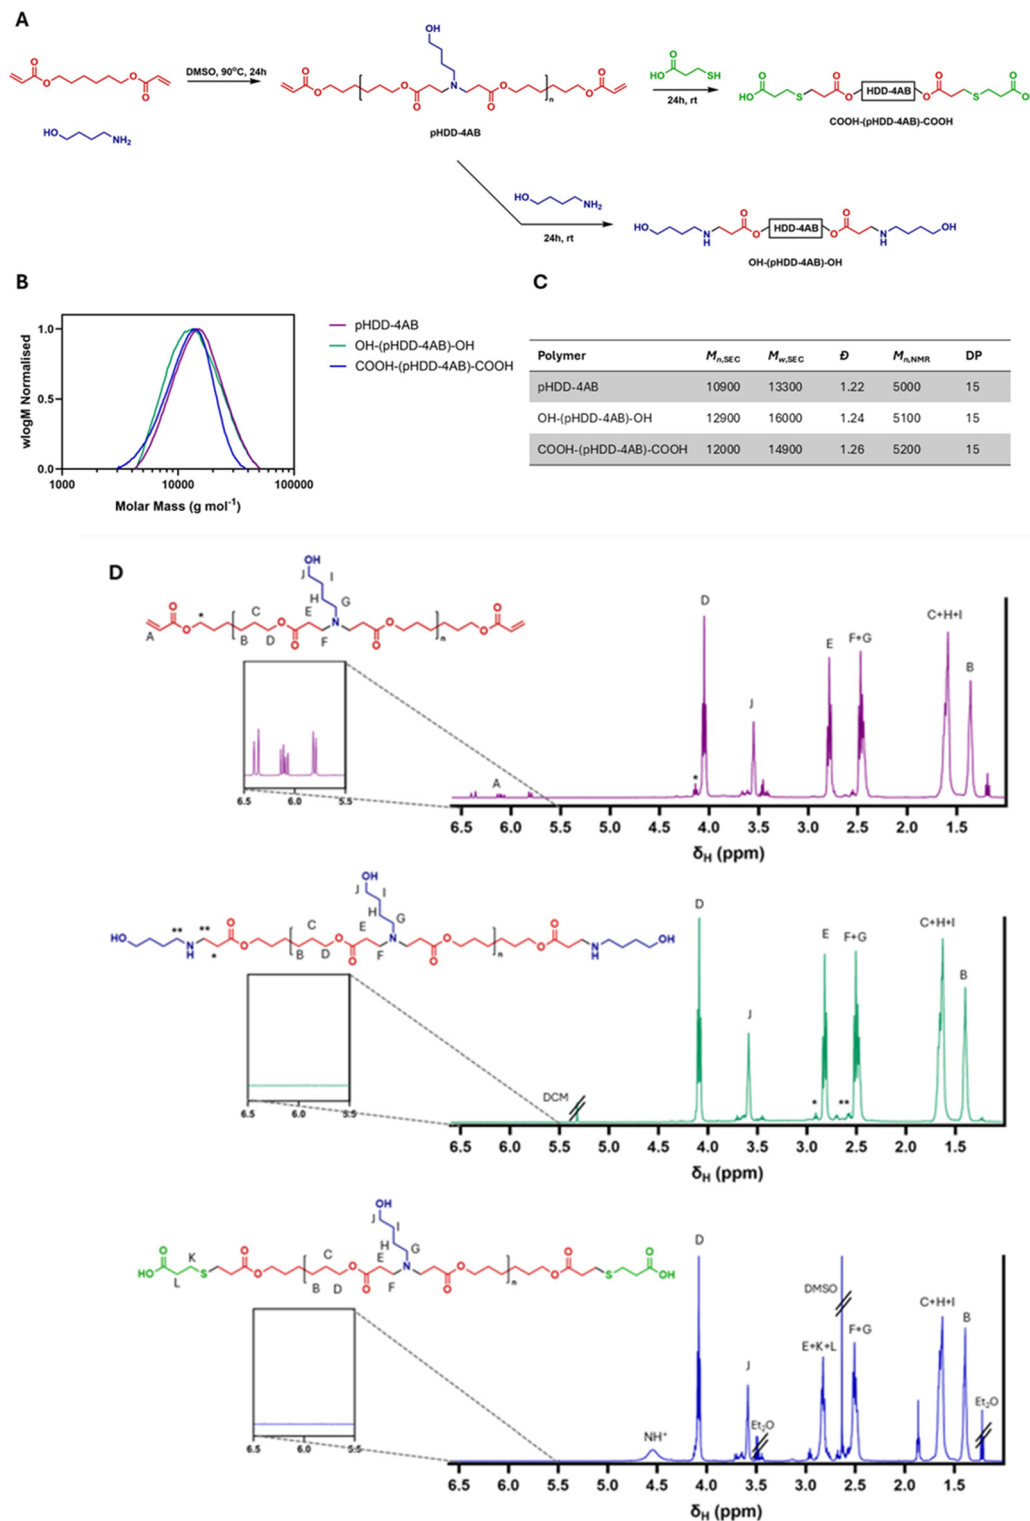 A
OH
O
DMSO, 90°C, 24h
HO
NH₂
O
N
n
pHDD-4AB
HO
SH
24h, rt
HO
S
O
HDD-4AB
O
S
COOH-(pHDD-4AB)-COOH
HO
NH₂
24h, rt
HO
N
H
O
HDD-4AB
O
N
H
OH
OH-(pHDD-4AB)-OH
B
C
wlogM Normalised
1.0
0.5
0.0
1000 10000 100000
Molar Mass (g mol⁻¹)
pHDD-4AB
OH-(pHDD-4AB)-OH
COOH-(pHDD-4AB)-COOH
Polymer Mn,SEC Mw,SEC Đ Mn,NMR DP
pHDD-4AB 10900 13300 1.22 5000 15
OH-(pHDD-4AB)-OH 12900 16000 1.24 5100 15
COOH-(pHDD-4AB)-COOH 12000 14900 1.26 5200 15
D
OH
J I
H G
* C E
A B D F
N
n
6.5 6.0 5.5
A * D J E F+G C+H+I B
6.5 6.0 5.5 5.0 4.5 4.0 3.5 3.0 2.5 2.0 1.5
δH (ppm)
OH
J I
H G
** ** C E
HO N H * B D F N n N H OH
6.5 6.0 5.5
DCM D J * E ** F+G C+H+I B
6.5 6.0 5.5 5.0 4.5 4.0 3.5 3.0 2.5 2.0 1.5
δH (ppm)
OH
J I
H G
K C E
HO L S B D F N n S OH
6.5 6.0 5.5
NH⁺ D J Et₂O E+K+L DMSO F+G C+H+I B Et₂O
6.5 6.0 5.5 5.0 4.5 4.0 3.5 3.0 2.5 2.0 1.5
δH (ppm)